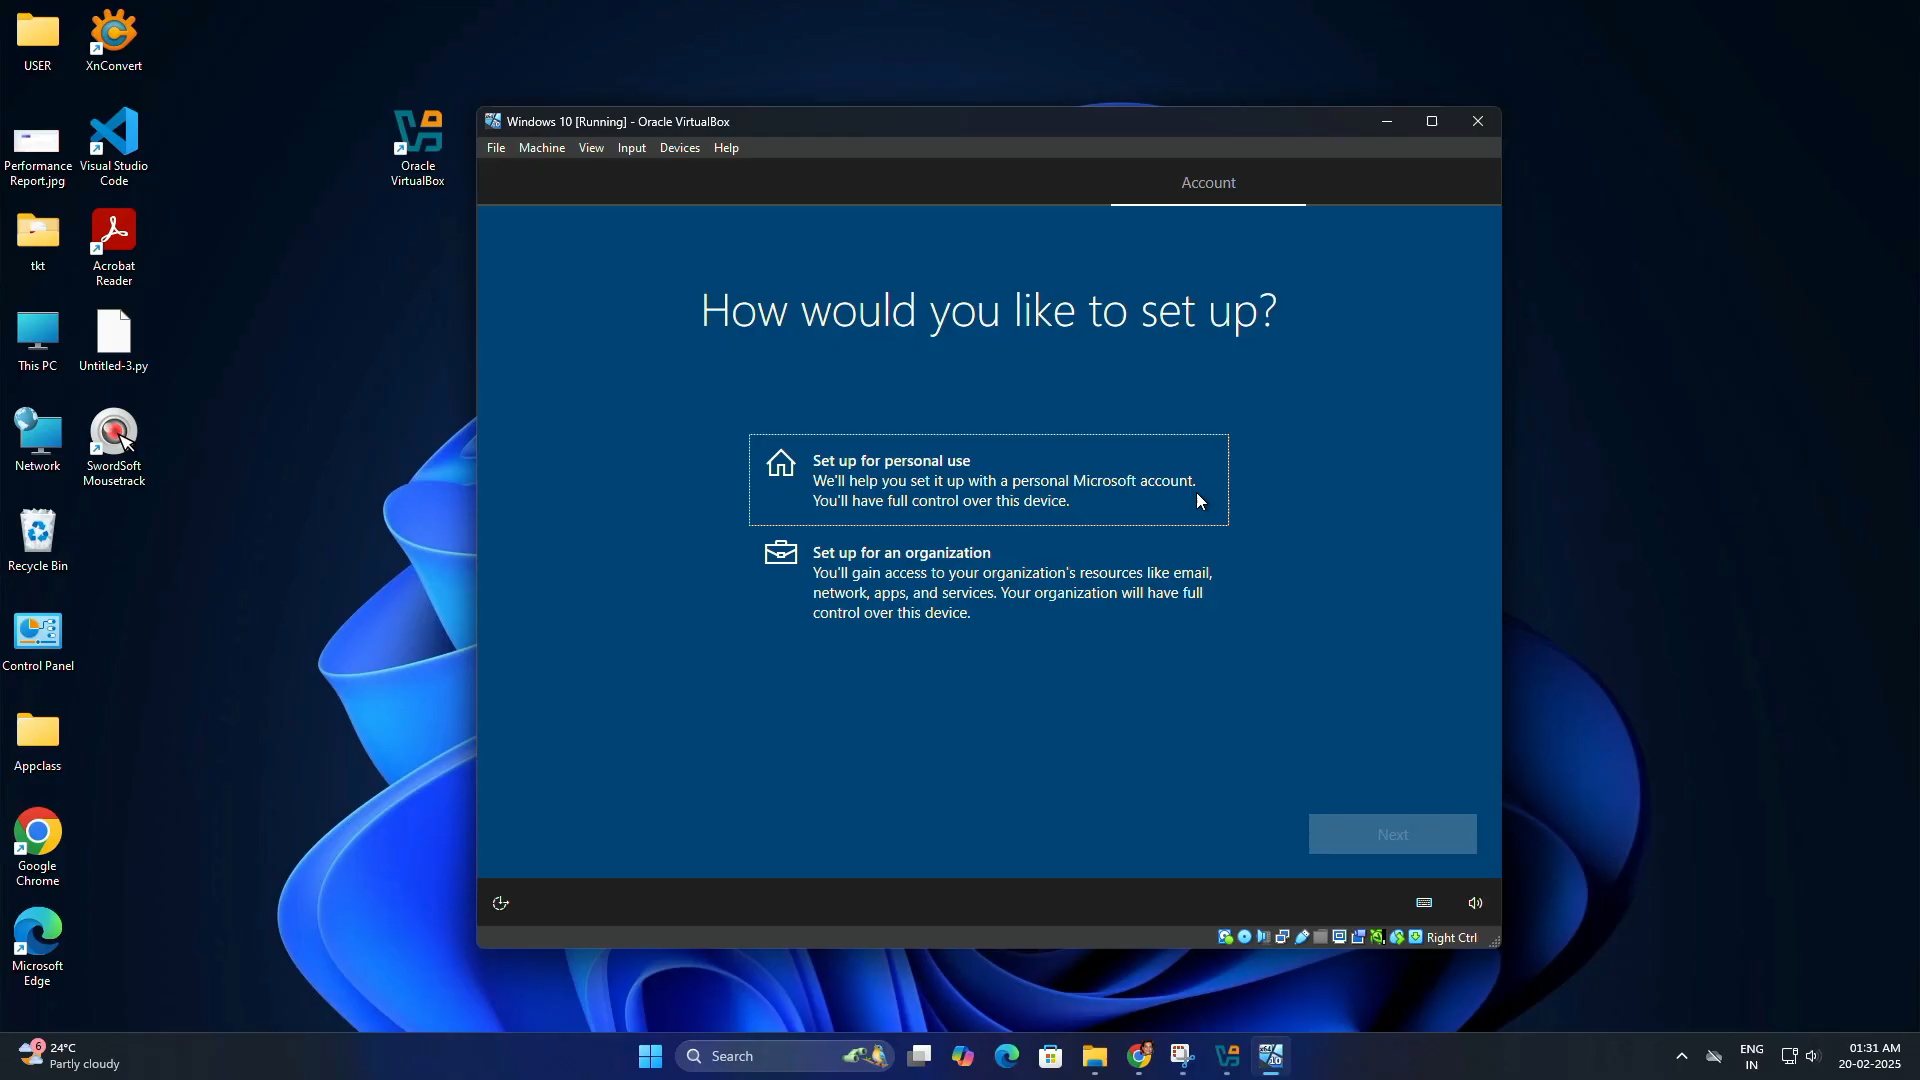 USER
XnConvert
Performance
Report.jpg
Visual Studio
Code
tkt
Acrobat
Reader
This PC
Untitled-3.py
Network
SwordSoft
Mousetrack
Recycle Bin
Control Panel
Appclass
Google
Chrome
Microsoft
Edge
Oracle
VirtualBox
Windows 10 [Running] - Oracle VirtualBox
File Machine View Input Devices Help
Account
How would you like to set up?
Set up for personal use
We'll help you set it up with a personal Microsoft account.
You'll have full control over this device.
Set up for an organization
You'll gain access to your organization's resources like email,
network, apps, and services. Your organization will have full
control over this device.
Next
Right Ctrl
6
24°C
Partly cloudy
Search
ENG
IN
01:31 AM
20-02-2025